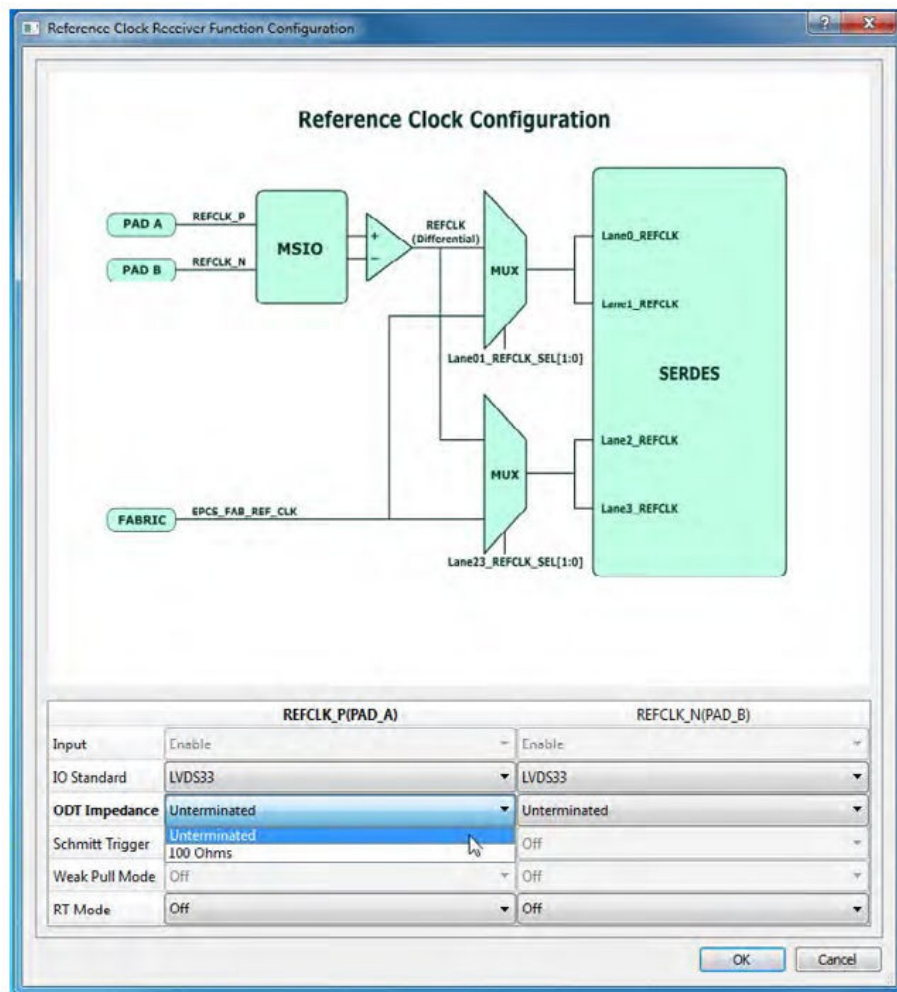 Reference Clock Receiver Function Configuration
Reference Clock Configuration
PAD A
REFCLK_P
PAD B
REFCLK_N
MSIO
+
−
REFCLK
(Differential)
MUX
Lane01_REFCLK_SEL[1:0]
Lane0_REFCLK
Lane1_REFCLK
SERDES
MUX
Lane23_REFCLK_SEL[1:0]
Lane2_REFCLK
Lane3_REFCLK
FABRIC
EPCS_FAB_REF_CLK
REFCLK_P(PAD_A) REFCLK_N(PAD_B)
Input Enable Enable
IO Standard LVDS33 LVDS33
ODT Impedance Unterminated Unterminated
Unterminated
Schmitt Trigger Off
100 Ohms
Weak Pull Mode Off Off
RT Mode Off Off
OK Cancel